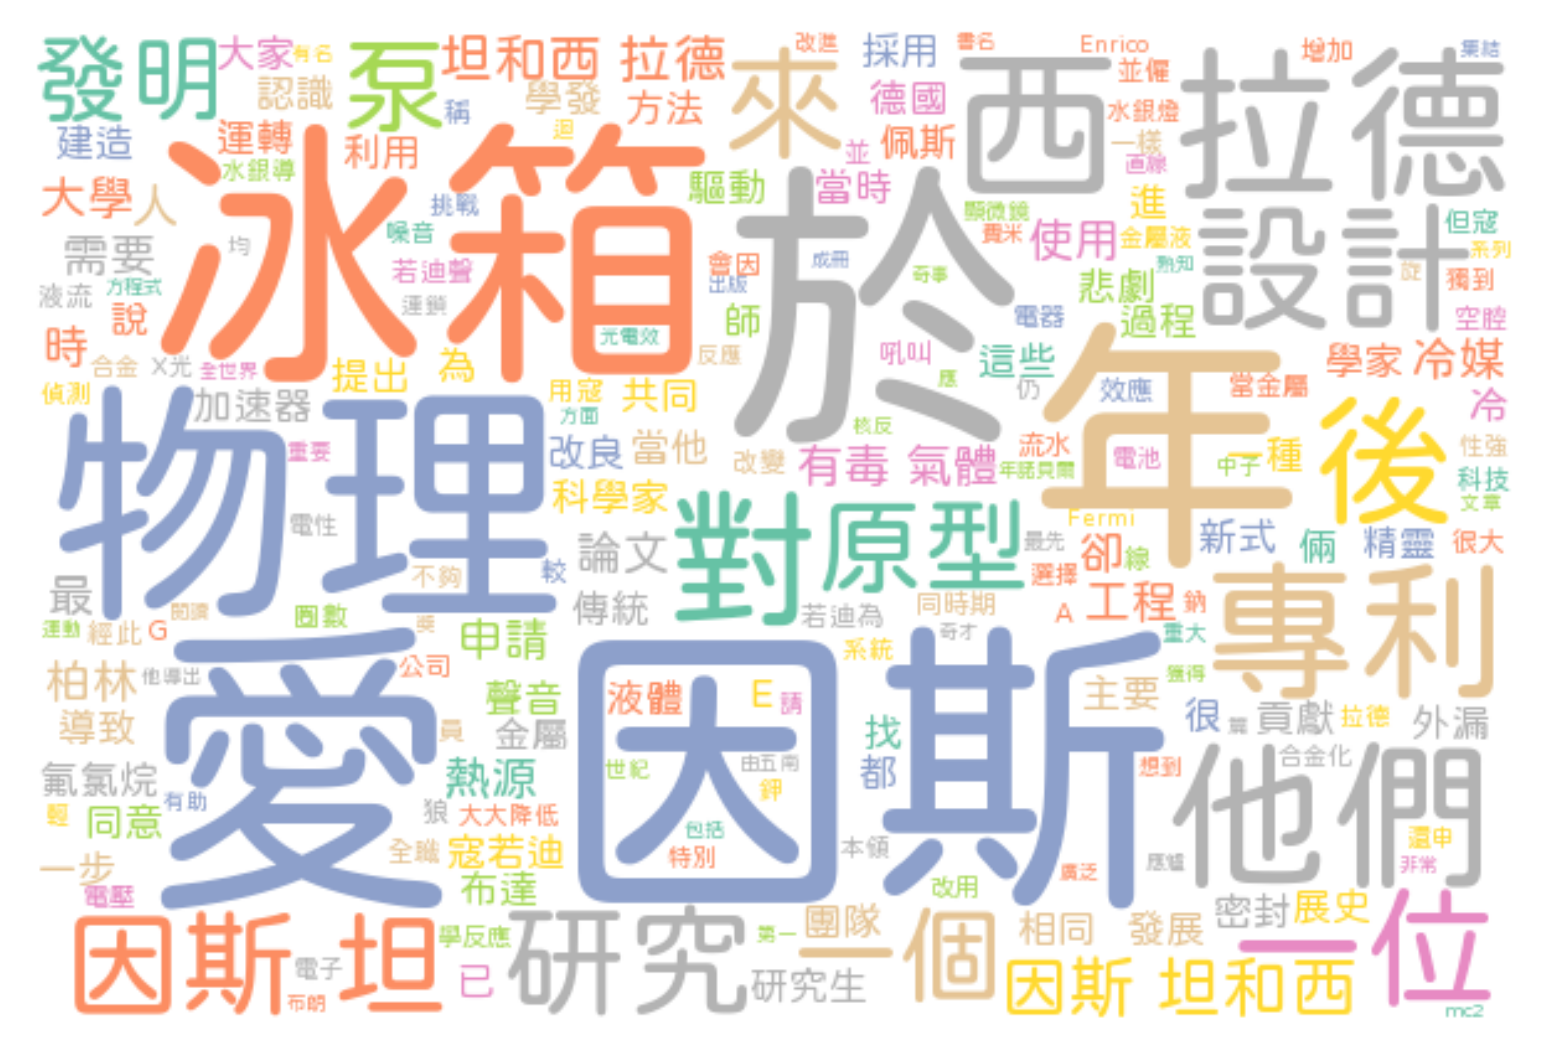 發明 大家 有名 泵 坦和西 拉德 改進 採用 書名 Enrico 增加 集結
認識 學發 方法 來 德國 西 並僱 拉德
建造 運轉 稱 迴 利用 並 佩斯 水銀燈 一樣
水銀導 冰箱 驅動 當時 直線
大學 人 挑戰 顯微鏡 進 設計
需要 均 噪音 費米 使用 金屬液 但寇 系列
若迪聲 會因 成冊 於 奇事 熱知 旋 獨到
液流 方程式 連鎖 出版 悲劇
時 說 光電效 師 電器 過程 空腔
合金 X光 全世界 提出 為 反應 吼叫 這些 年 學家 冷媒
偵測 加速器 用寇 共同 應 仍 效應 當金屬 冷
物理 方面 核反 後
重要 改良 當他 改變 有毒 氣體 流水 電池 一種 性強
年諾貝爾 中子 科技
電性 科學家 對 原型 Fermi 文章
論文 最先 卻 線 新式 倆 精靈 很大
最 不夠 較 選擇 專利
閱讀 圈數 獎 傳統 若迪為 同時期 A 工程 鈉
運動 經此 G 申請 奇才 重大
柏林 他導出 愛因斯 公司 系統 獲得
導致 聲音 液體 E 請 主要 很 篇 貢獻 拉德 外漏
員 金屬 找
氟氯烷 熱源 世紀 由五南 都 想到 合金化 他們
輕 同意 有助 狼 大大降低 鉀
包括 還申
一步 全職 寇若迪 特別 本領 應爐 非常
電壓 布達 改用 廣泛
因斯坦 學反應 研究 第一 團隊 一個 相同 發展 密封 展史 一位
電子 布朗 已 研究生 因斯 坦和西 mc2